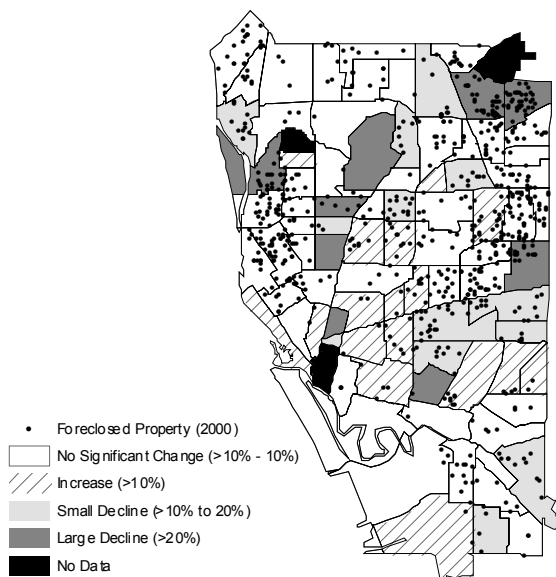 Foreclosed Property (2000)
No Significant Change (>10% - 10%)
Increase (>10%)
Small Decline (>10% to 20%)
Large Decline (>20%)
No Data